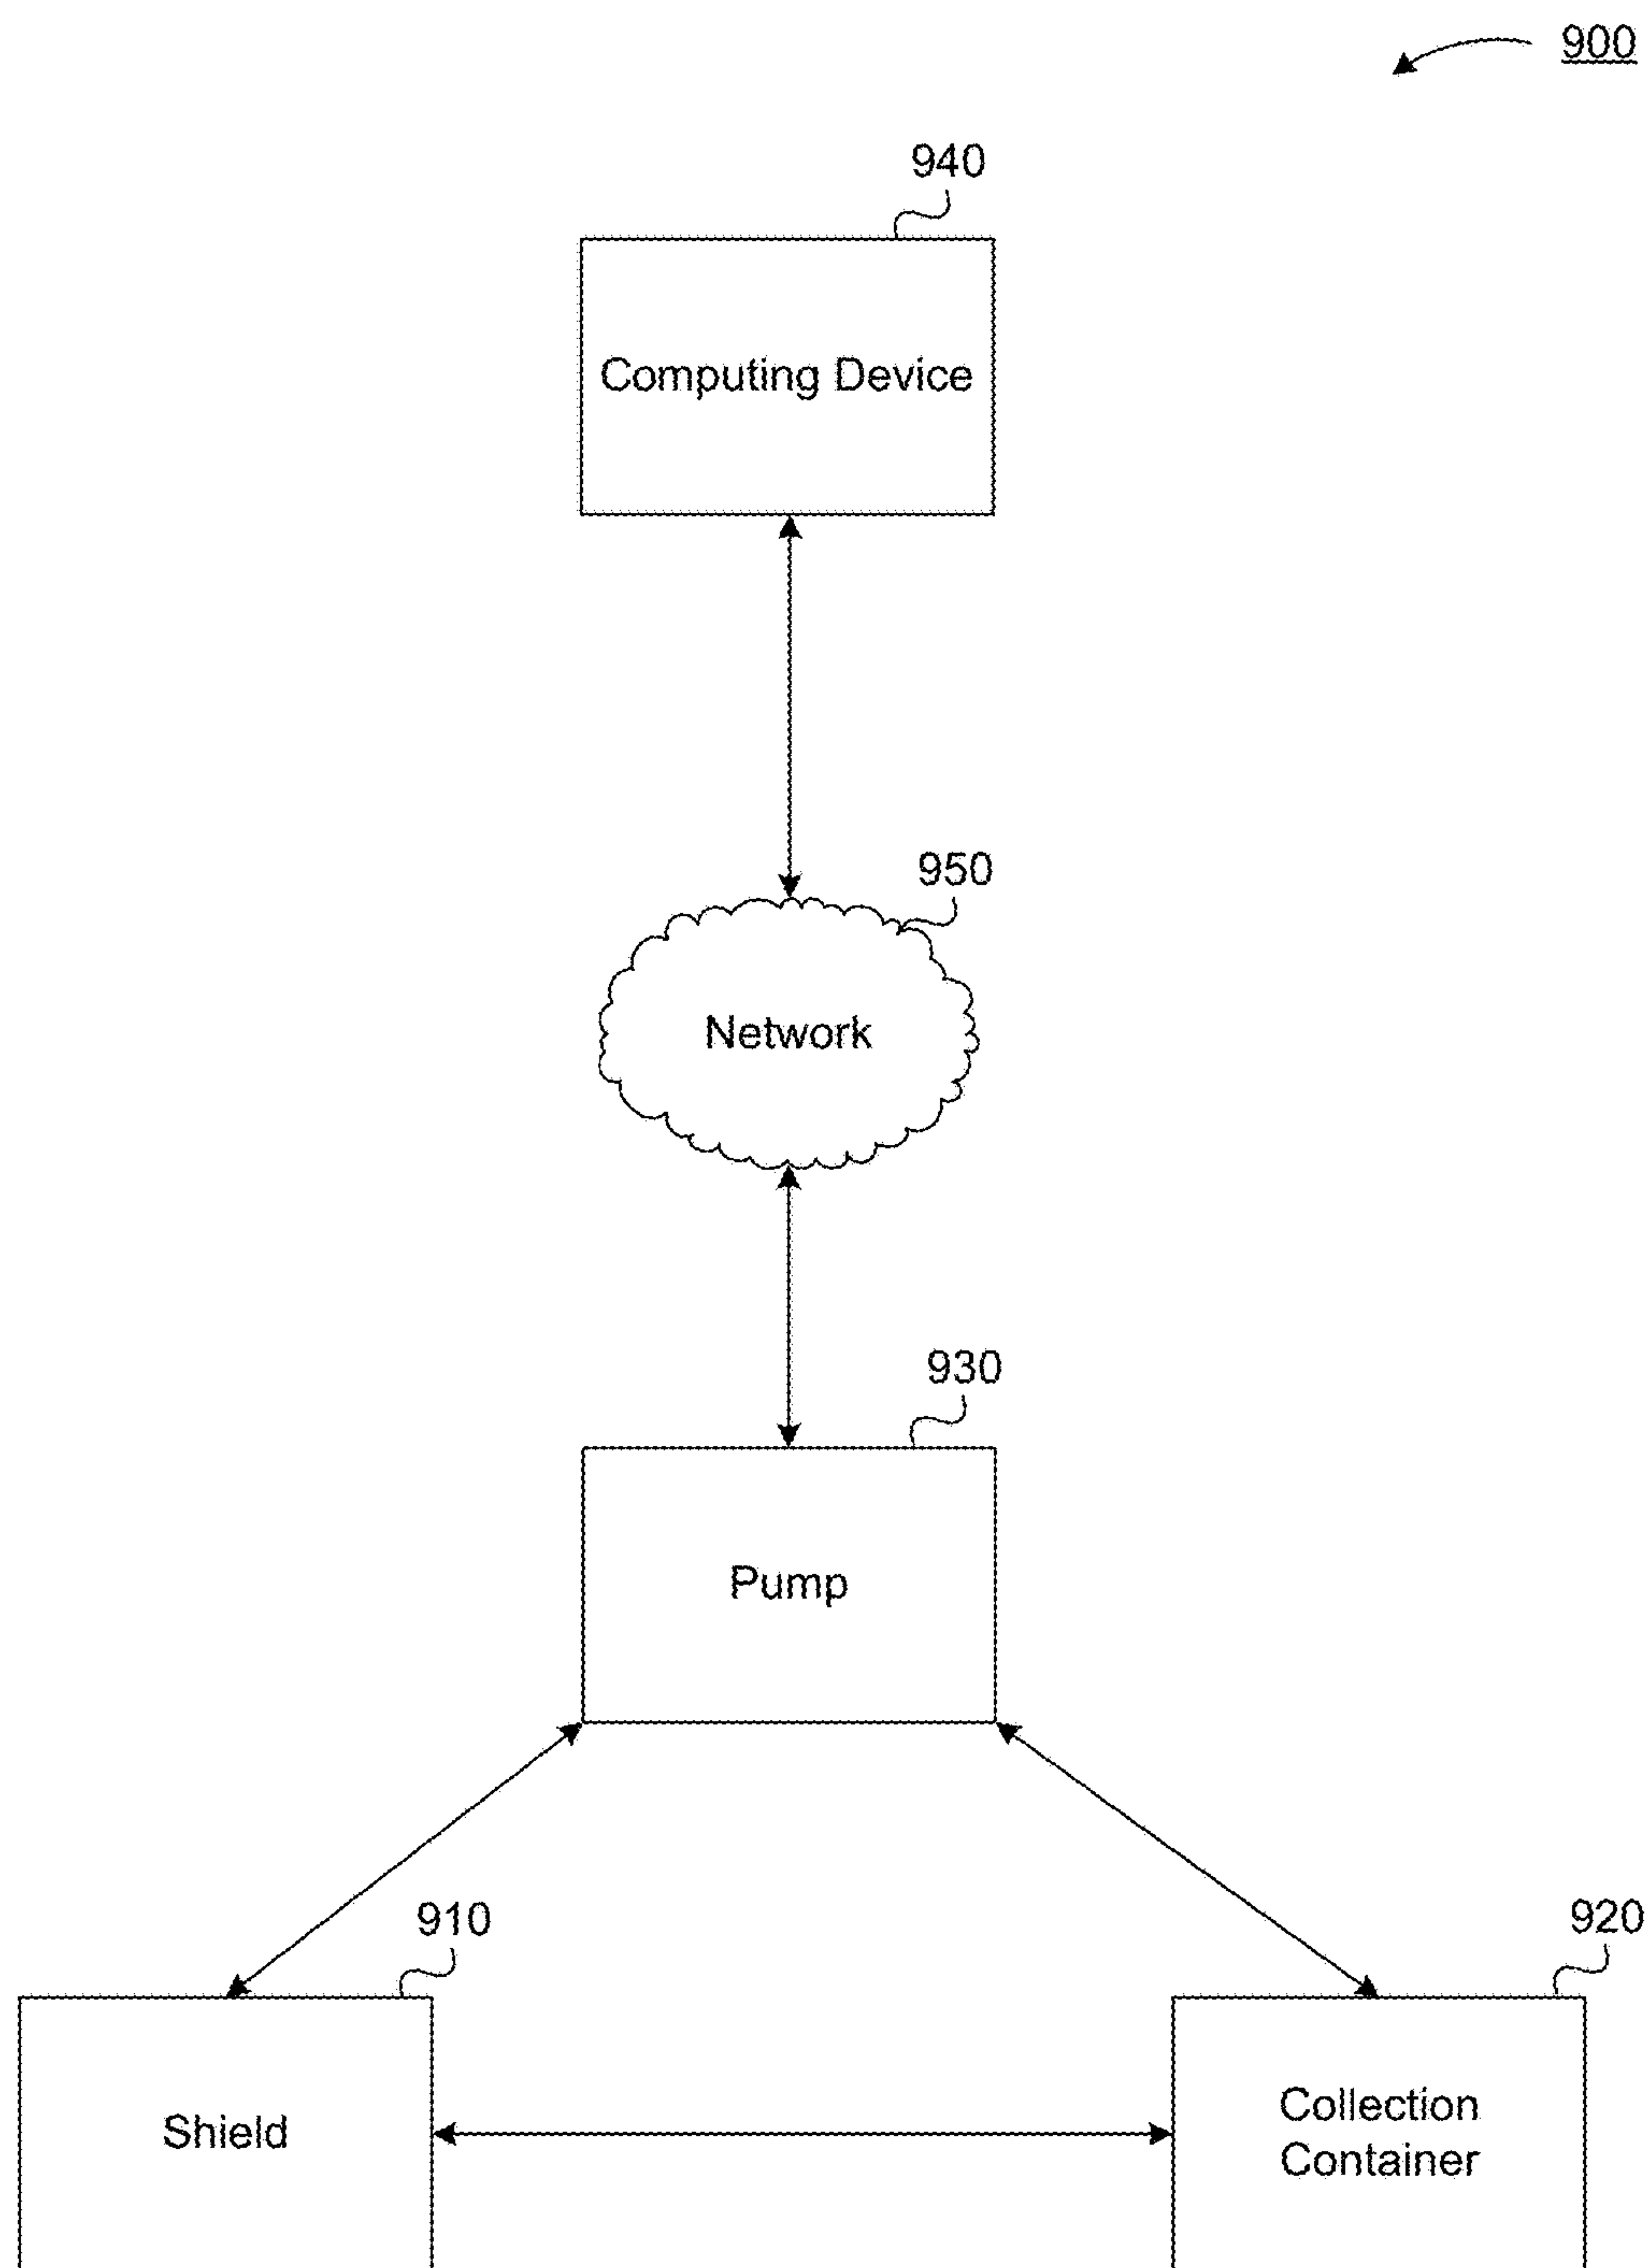 900
940
Computing Device
950
Network
930
Pump
910
920
Shield
Collection
Container